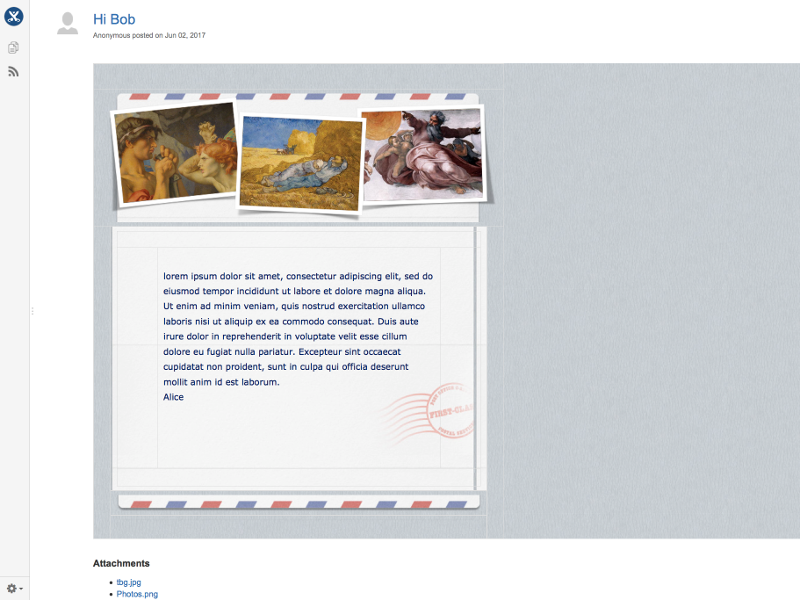 Hi Bob
Anonymous posted on Jun 02, 2017
lorem ipsum dolor sit amet, consectetur adipiscing elit, sed do
eiusmod tempor incididunt ut labore et dolore magna aliqua.
Ut enim ad minim veniam, quis nostrud exercitation ullamco
laboris nisi ut aliquip ex ea commodo consequat. Duis aute
irure dolor in reprehenderit in voluptate velit esse cillum
dolore eu fugiat nulla pariatur. Excepteur sint occaecat
cupidatat non proident, sunt in culpa qui officia deserunt
mollit anim id est laborum.
Alice
Attachments
tbg.jpg
Photos.png